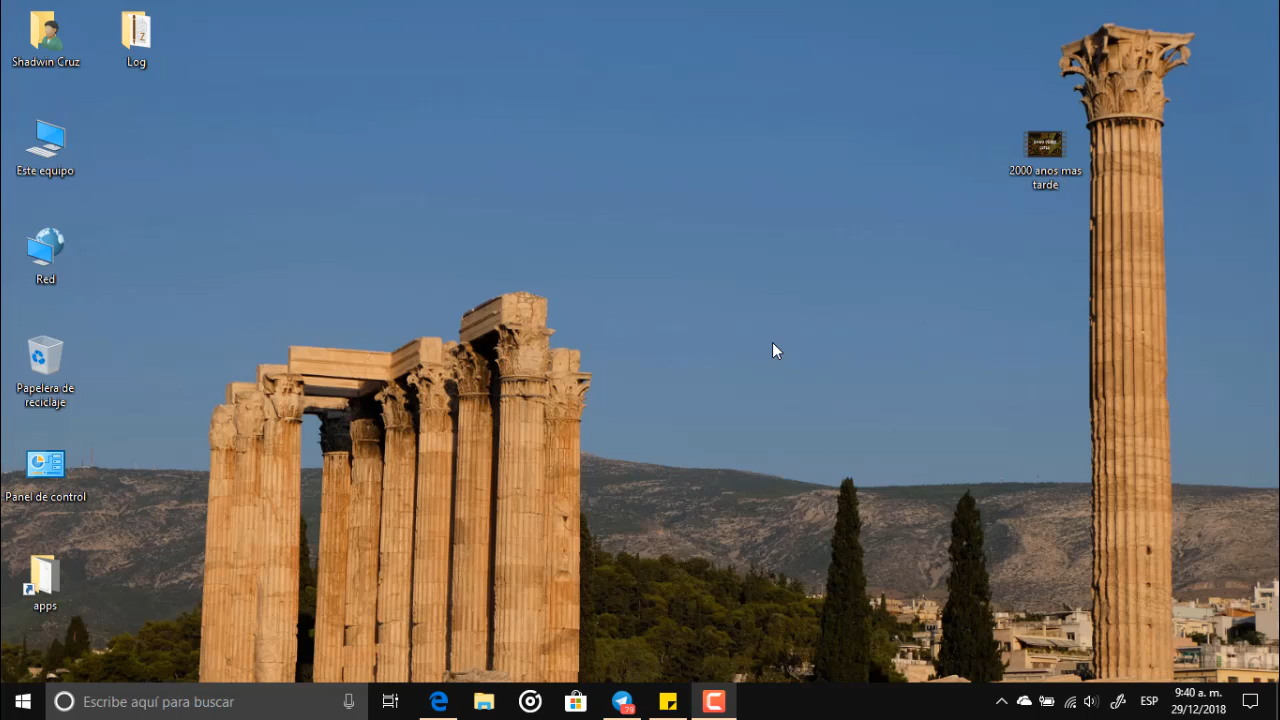 Shadwin Cruz
Log
Este equipo
2000 anos mas
tarde
Red
Papelera de
reciclaje
Panel de control
apps
Escribe aquí para buscar
ESP
9:40 a. m.
29/12/2018